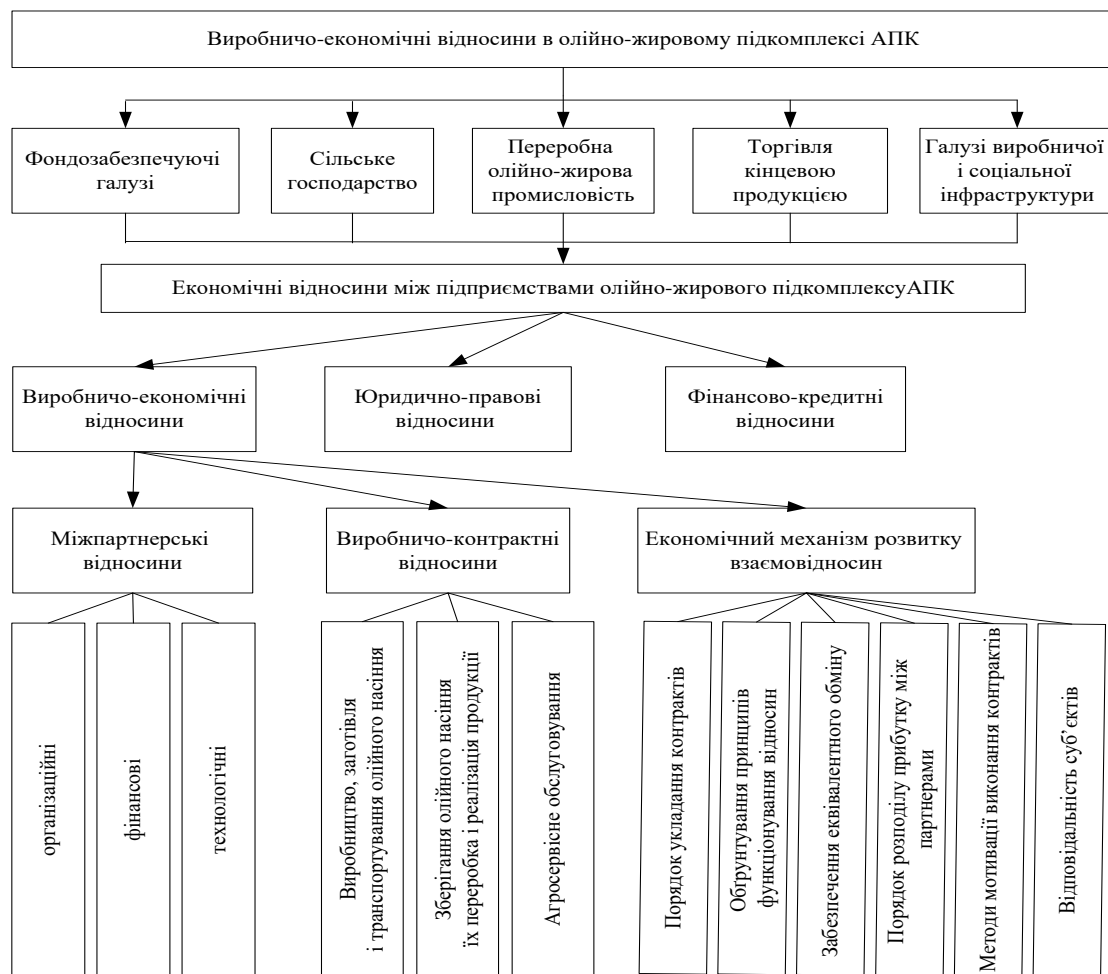 Виробничо-економічні відносини в олійно-жировому підкомплексі АПК
Фондозабезпечуючі
галузі
Сільське
господарство
Переробна
олійно-жирова
промисловість
Торгівля
кінцевою
продукцією
Галузі виробничої
і соціальної
інфраструктури
Економічні відносини між підприємствами олійно-жирового підкомплексуАПК
Виробничо-економічні
відносини
Юридично-правові
відносини
Фінансово-кредитні
відносини
Міжпартнерські
відносини
Виробничо-контрактні
відносини
Економічний механізм розвитку
взаємовідносин
організаційні
фінансові
технологічні
Виробництво, заготівля
і транспортування олійного насіння
Зберігання олійного насіння
їх переробка і реалізація продукції
Агросервісне обслуговування
Порядок укладання контрактів
Обґрунтування принципів
функціонування відносин
Забезпечення еквівалентного обміну
Порядок розподілу прибутку між
партнерами
Методи мотивації виконання контрактів
Відповідальність суб’єктів